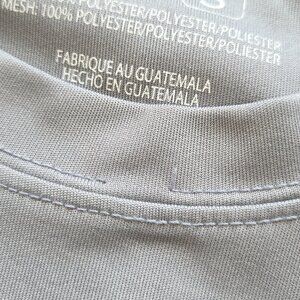 S
MESH: 100% POLYESTER/POLYESTER/POLIESTER
FABRIQUE AU GUATEMALA
HECHO EN GUATEMALA